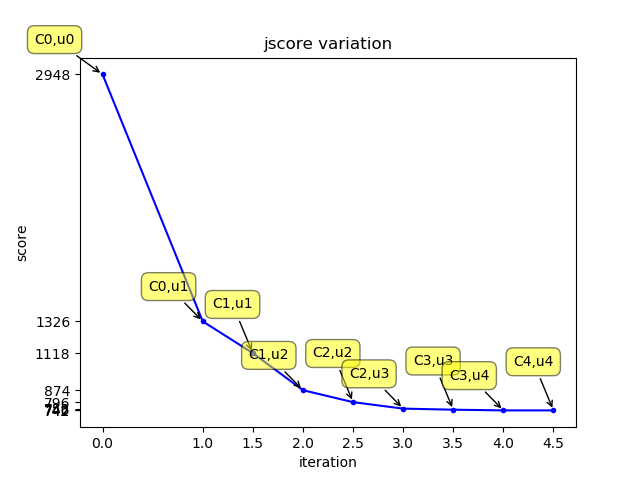 jscore variation
C0,u0
C0,u1
C1,u1
C1,u2
C2,u2
C2,u3
C3,u3
C3,u4
C4,u4
score
2948
1326
1118
874
796
742
0.0 1.0 1.5 2.0 2.5 3.0 3.5 4.0 4.5
iteration